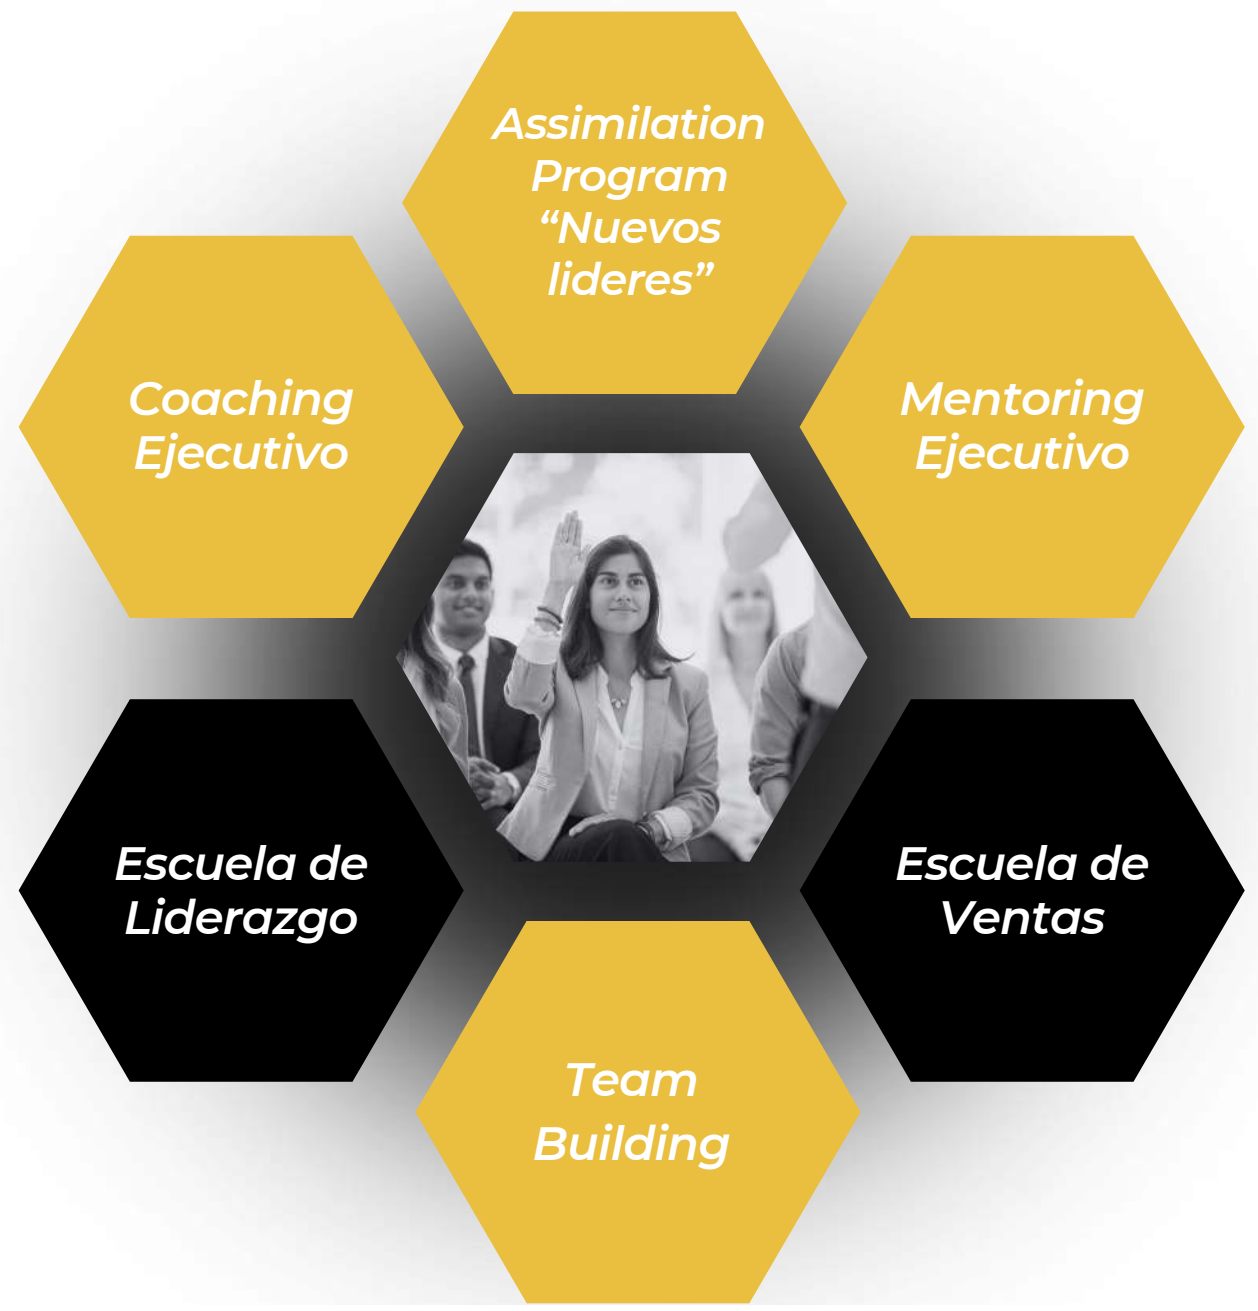 Assimilation
Program
“Nuevos
lideres”
Coaching
Ejecutivo
Mentoring
Ejecutivo
Escuela de
Liderazgo
Escuela de
Ventas
Team
Building